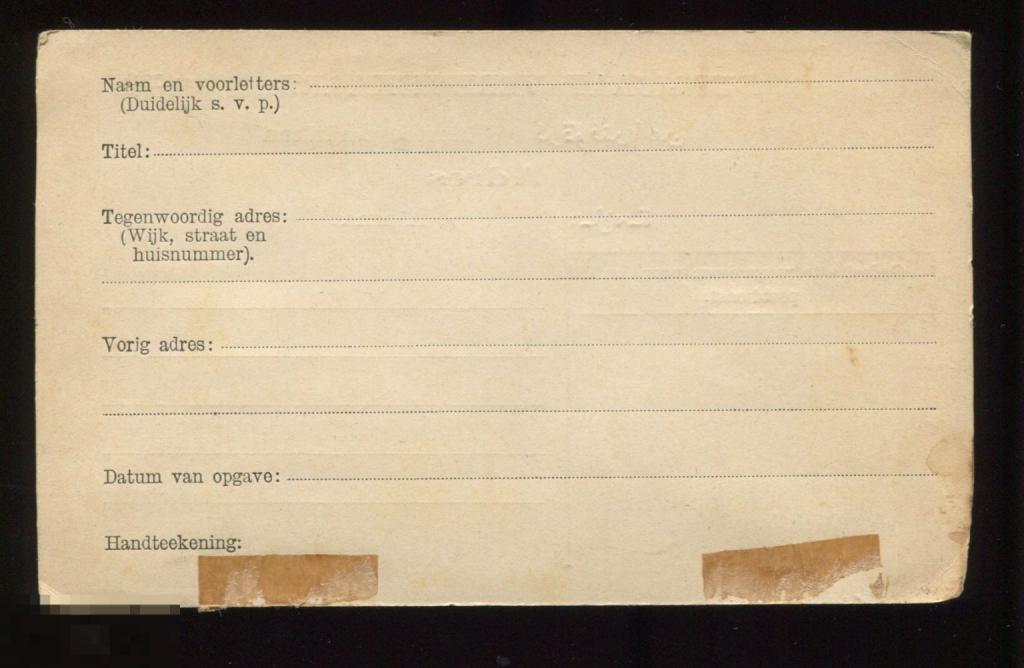 Naam en voorletters:
(Duidelijk s. v. p.)
Titel:
Tegenwoordig adres:
(Wijk, straat en
huisnummer).
Vorig adres:
Datum van opgave:
Handteekening: